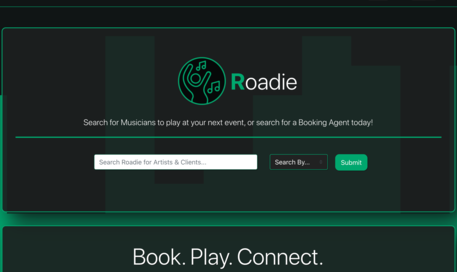 Roadie
Search for Musicians to play at your next event, or search for a Booking Agent today!
Search Roadie for Artists & Clients...
Search By...
Submit
Book. Play. Connect.